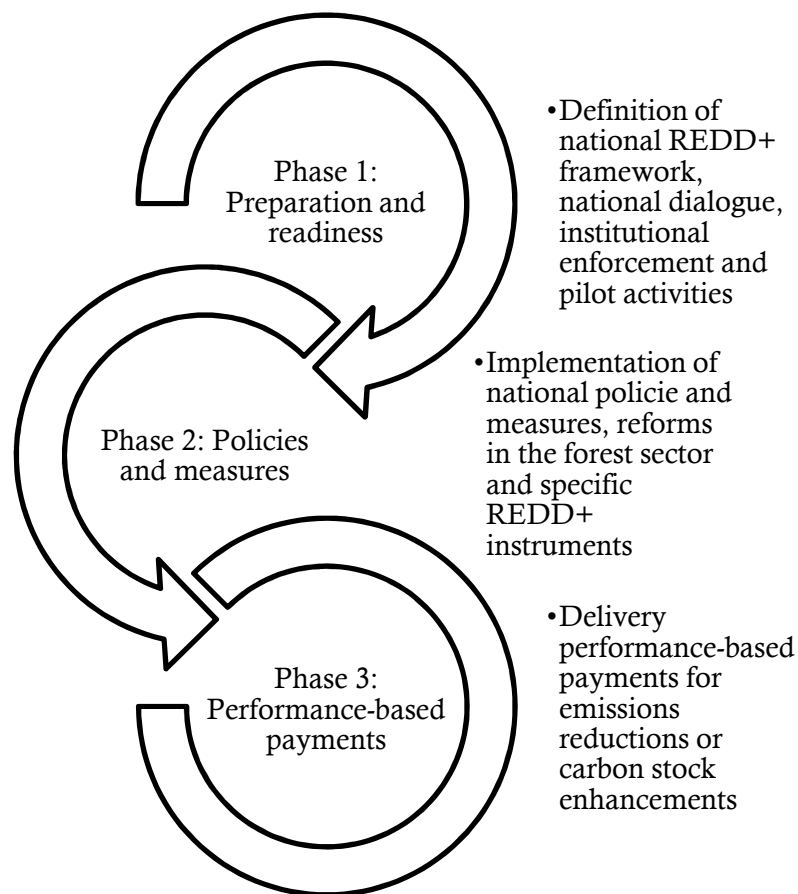 Phase 1:
Preparation and
readiness
•Definition of
national REDD+
framework,
national dialogue,
institutional
enforcement and
pilot activities
Phase 2: Policies
and measures
•Implementation of
national policie and
measures, reforms
in the forest sector
and specific
REDD+
instruments
Phase 3:
Performance-based
payments
•Delivery
performance-based
payments for
emissions
reductions or
carbon stock
enhancements